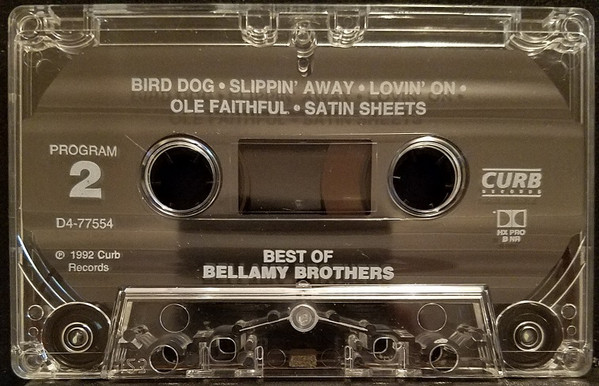 BIRD DOG • SLIPPIN' AWAY • LOVIN' ON •
OLE FAITHFUL • SATIN SHEETS
PROGRAM
2
D4-77554
℗ 1992 Curb
Records
CURB
RECORDS
HX PRO
B NR
BEST OF
BELLAMY BROTHERS